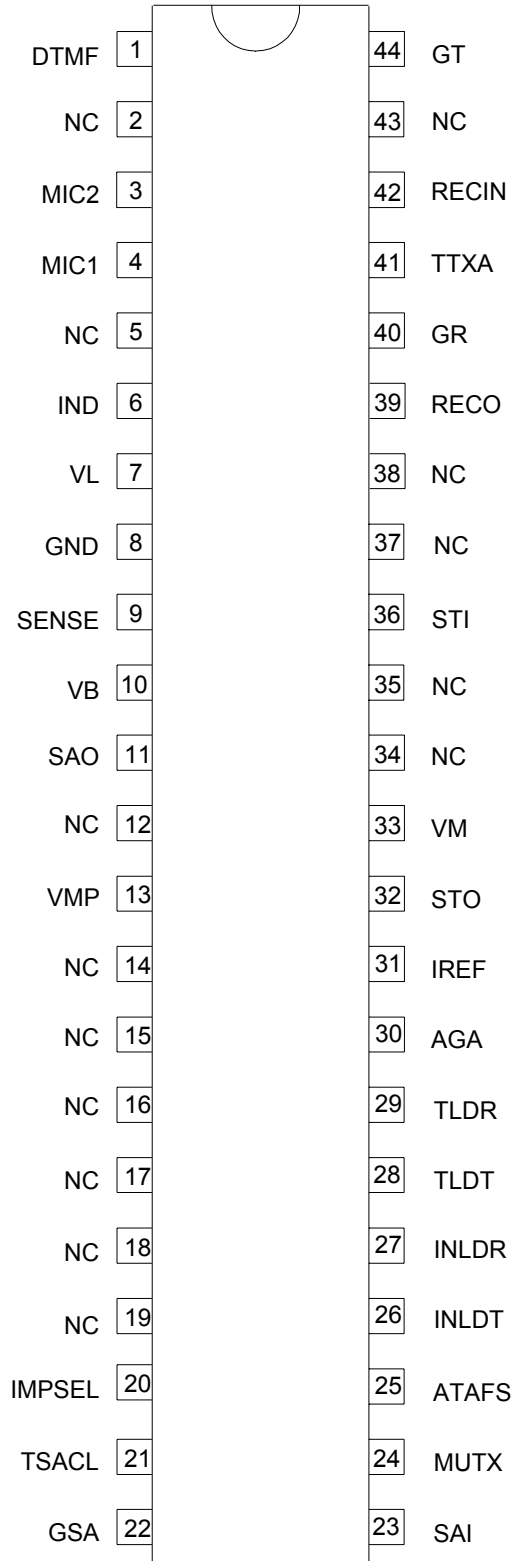 DTMF 1 44 GT
NC 2 43 NC
MIC2 3 42 RECIN
MIC1 4 41 TTXA
NC 5 40 GR
IND 6 39 RECO
VL 7 38 NC
GND 8 37 NC
SENSE 9 36 STI
VB 10 35 NC
SAO 11 34 NC
NC 12 33 VM
VMP 13 32 STO
NC 14 31 IREF
NC 15 30 AGA
NC 16 29 TLDR
NC 17 28 TLDT
NC 18 27 INLDR
NC 19 26 INLDT
IMPSEL 20 25 ATAFS
TSACL 21 24 MUTX
GSA 22 23 SAI